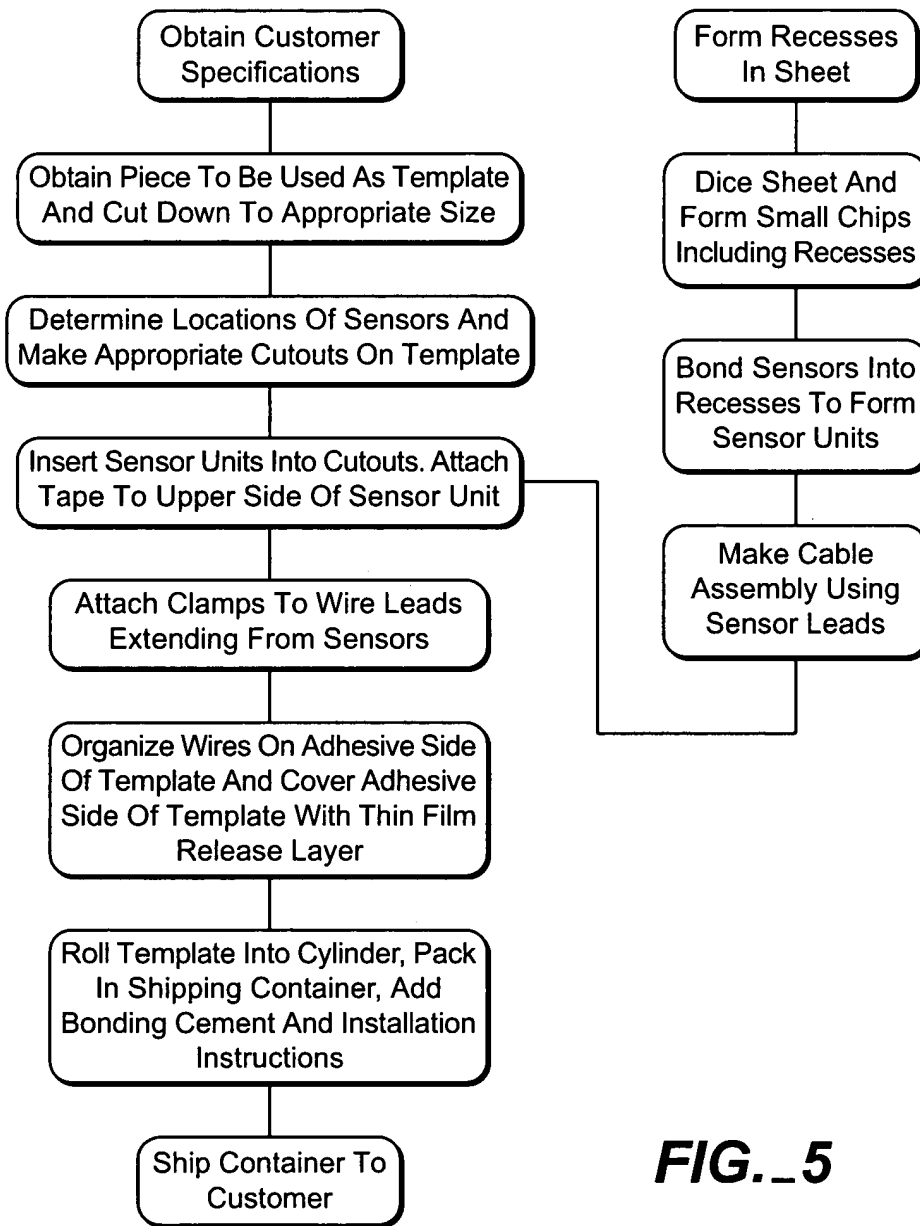 Obtain Customer
Specifications
Obtain Piece To Be Used As Template
And Cut Down To Appropriate Size
Determine Locations Of Sensors And
Make Appropriate Cutouts On Template
Insert Sensor Units Into Cutouts. Attach
Tape To Upper Side Of Sensor Unit
Attach Clamps To Wire Leads
Extending From Sensors
Organize Wires On Adhesive Side
Of Template And Cover Adhesive
Side Of Template With Thin Film
Release Layer
Roll Template Into Cylinder, Pack
In Shipping Container, Add
Bonding Cement And Installation
Instructions
Ship Container To
Customer
Form Recesses
In Sheet
Dice Sheet And
Form Small Chips
Including Recesses
Bond Sensors Into
Recesses To Form
Sensor Units
Make Cable
Assembly Using
Sensor Leads
FIG._5